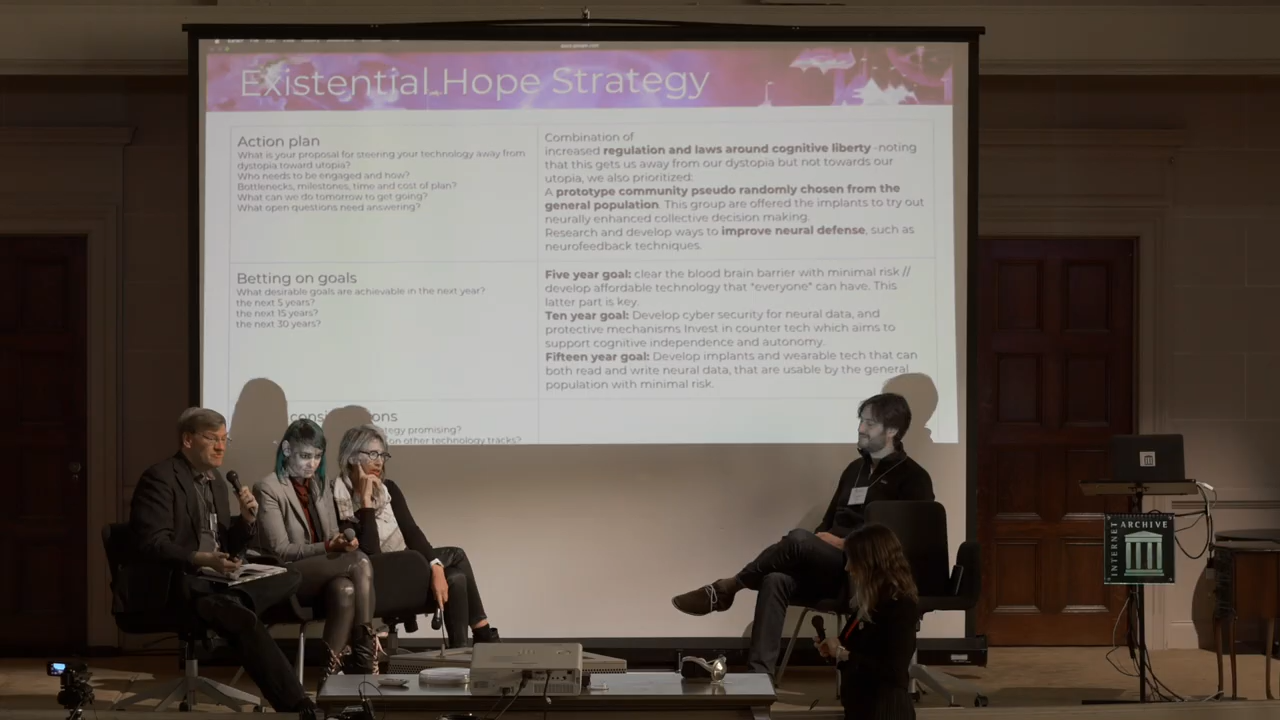 Existential Hope Strategy
Action plan
What is your proposal for steering your technology away from
dystopia toward utopia?
Who needs to be engaged and how?
Bottlenecks, milestones, time and cost of plan?
What can we do tomorrow to get going?
What open questions need answering?
Combination of
increased regulation and laws around cognitive liberty -noting
that this gets us away from our dystopia but not towards our
utopia, we also prioritized:
A prototype community pseudo randomly chosen from the
general population. This group are offered the implants to try out
neurally enhanced collective decision making.
Research and develop ways to improve neural defense, such as
neurofeedback techniques.
Betting on goals
What desirable goals are achievable in the next year?
the next 5 years?
the next 15 years?
the next 30 years?
Five year goal: clear the blood brain barrier with minimal risk //
develop affordable technology that *everyone* can have. This
latter part is key.
Ten year goal: Develop cyber security for neural data, and
protective mechanisms Invest in counter tech which aims to
support cognitive independence and autonomy.
Fifteen year goal: Develop implants and wearable tech that can
both read and write neural data, that are usable by the general
population with minimal risk.
promising?
on other technology tracks?
INTERNET
ARCHIVE